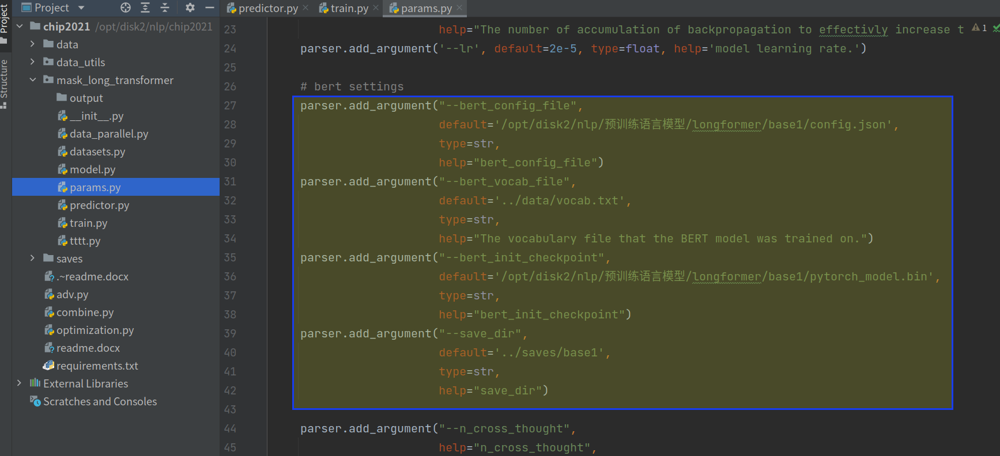 Project
predictor.py
train.py
params.py
Project
Structure
chip2021 /opt/disk2/nlp/chip2021
data
data_utils
mask_long_transformer
output
__init__.py
data_parallel.py
datasets.py
model.py
params.py
predictor.py
train.py
tttt.py
saves
.~readme.docx
adv.py
combine.py
optimization.py
readme.docx
requirements.txt
External Libraries
Scratches and Consoles
23 help="The number of accumulation of backpropagation to effectivly increase t
1
24 parser.add_argument('--lr', default=2e-5, type=float, help='model learning rate.')
25
26 # bert settings
27 parser.add_argument("--bert_config_file",
28 default='/opt/disk2/nlp/预训练语言模型/longformer/base1/config.json',
29 type=str,
30 help="bert_config_file")
31 parser.add_argument("--bert_vocab_file",
32 default='../data/vocab.txt',
33 type=str,
34 help="The vocabulary file that the BERT model was trained on.")
35 parser.add_argument("--bert_init_checkpoint",
36 default='/opt/disk2/nlp/预训练语言模型/longformer/base1/pytorch_model.bin',
37 type=str,
38 help="bert_init_checkpoint")
39 parser.add_argument("--save_dir",
40 default='../saves/base1',
41 type=str,
42 help="save_dir")
43
44 parser.add_argument("--n_cross_thought",
45 help="n_cross_thought",